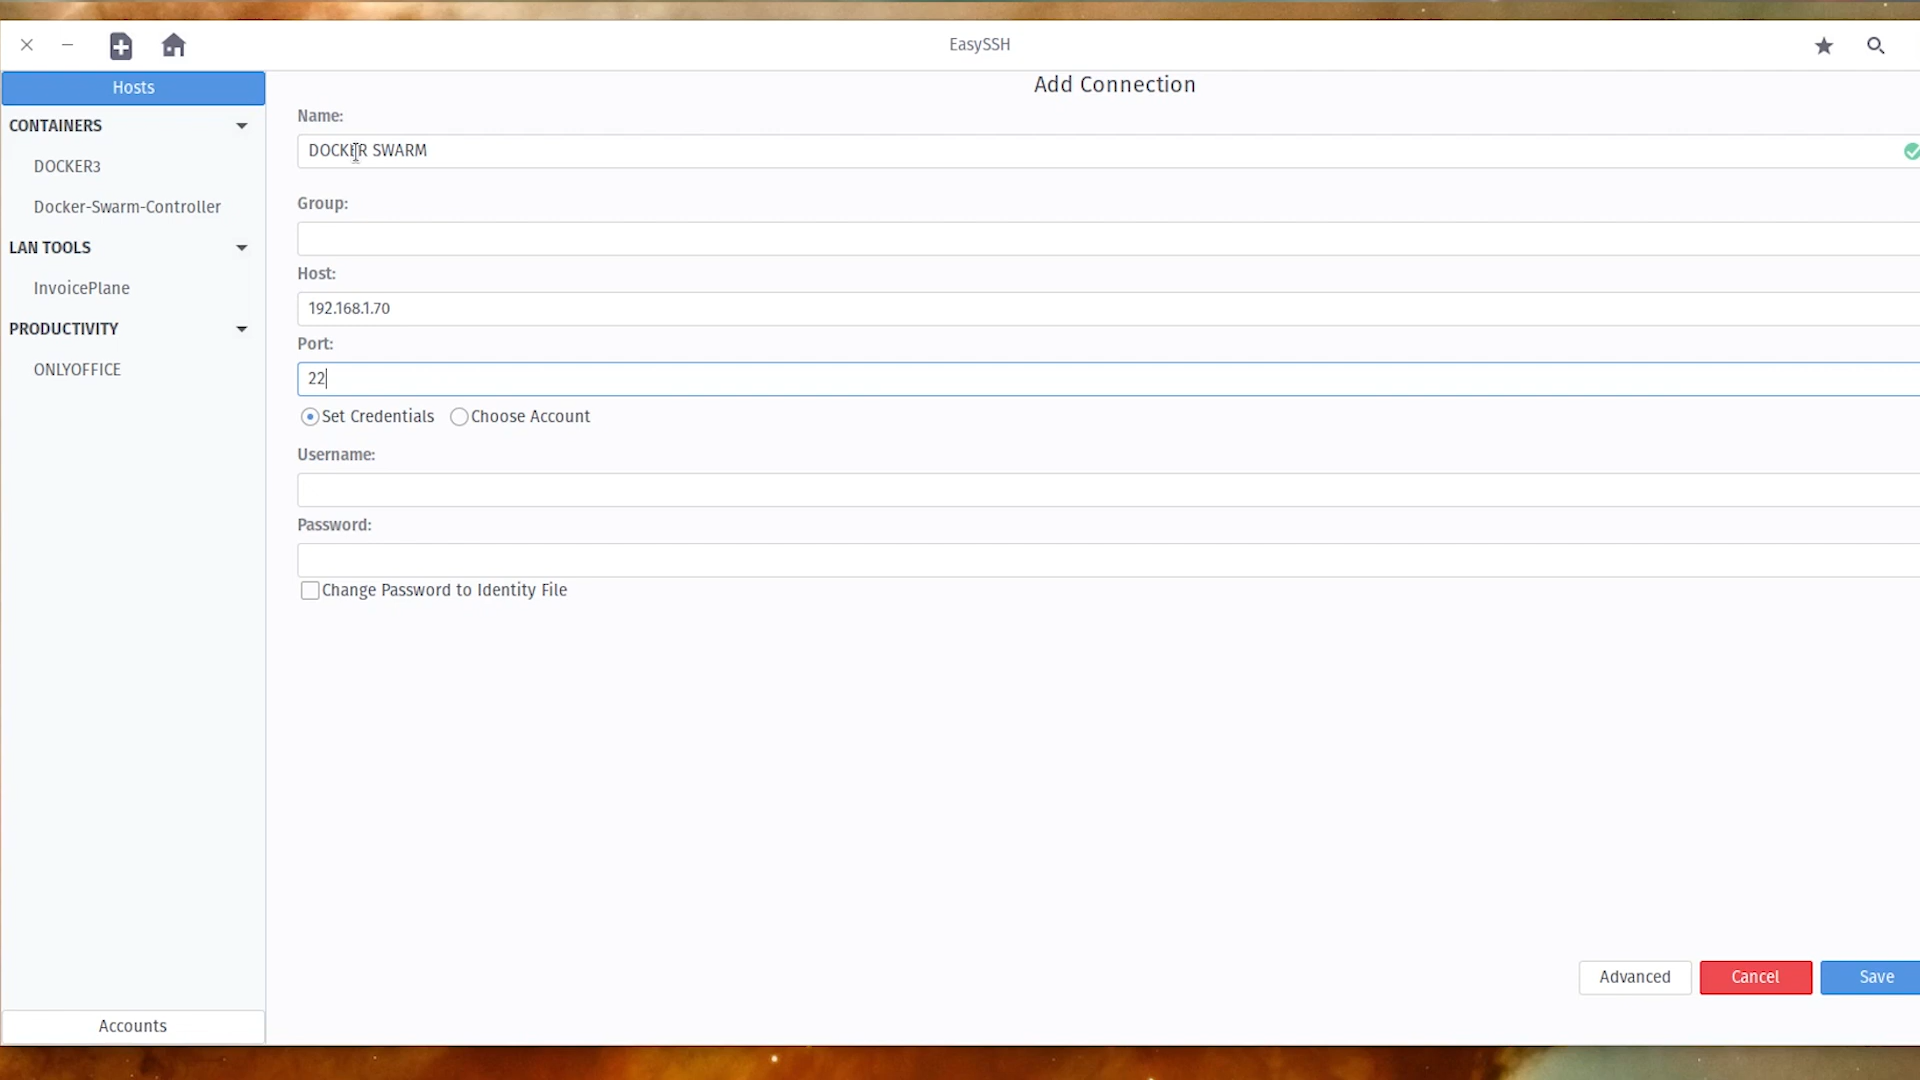 EasySSH
Hosts
CONTAINERS
DOCKER3
Docker-Swarm-Controller
LAN TOOLS
InvoicePlane
PRODUCTIVITY
ONLYOFFICE
Accounts
Add Connection
Name:
DOCKER SWARM
Group:
Host:
192.168.1.70
Port:
22
Set Credentials Choose Account
Username:
Password:
Change Password to Identity File
Advanced Cancel Save